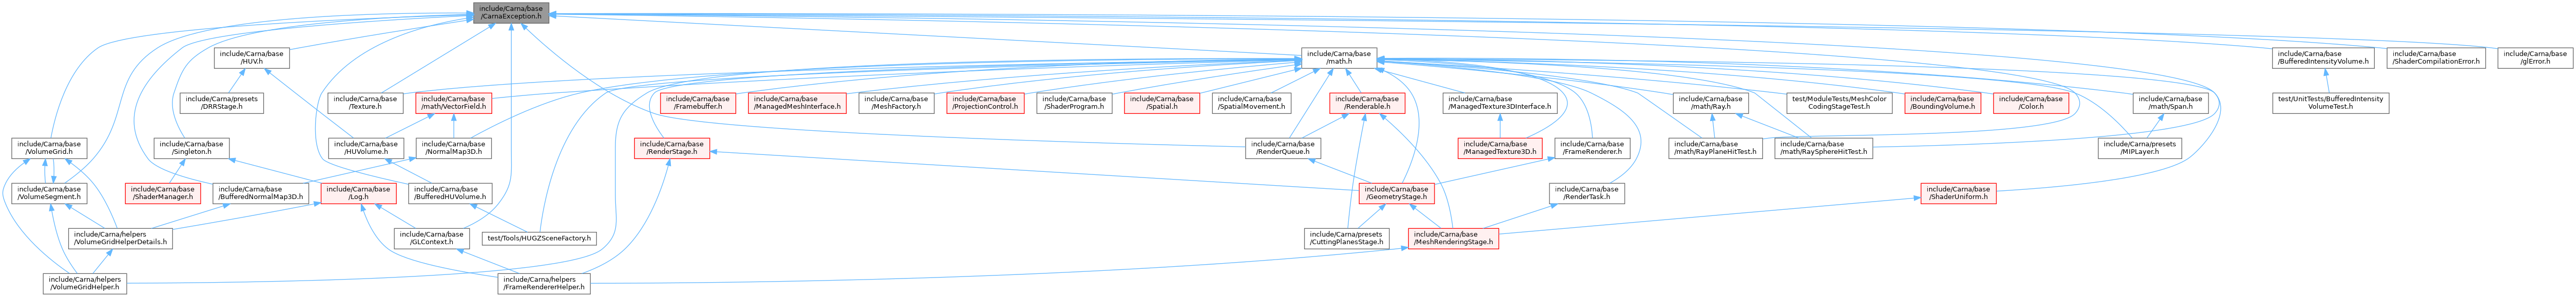 include/Carna/base
/CarnaException.h
include/Carna/base
/HUV.h
include/Carna/base
/math.h
include/Carna/base
/BufferedIntensityVolume.h
include/Carna/base
/ShaderCompilationError.h
include/Carna/base
/glError.h
include/Carna/presets
/DRRStage.h
include/Carna/base
/Texture.h
include/Carna/base
/math/VectorField.h
include/Carna/base
/Framebuffer.h
include/Carna/base
/ManagedMeshInterface.h
include/Carna/base
/MeshFactory.h
include/Carna/base
/ProjectionControl.h
include/Carna/base
/ShaderProgram.h
include/Carna/base
/Spatial.h
include/Carna/base
/SpatialMovement.h
include/Carna/base
/Renderable.h
include/Carna/base
/ManagedTexture3DInterface.h
include/Carna/base
/math/Ray.h
test/ModuleTests/MeshColor
CodingStageTest.h
include/Carna/base
/BoundingVolume.h
include/Carna/base
/Color.h
include/Carna/base
/math/Span.h
test/UnitTests/BufferedIntensity
VolumeTest.h
include/Carna/base
/VolumeGrid.h
include/Carna/base
/Singleton.h
include/Carna/base
/HUVolume.h
include/Carna/base
/NormalMap3D.h
include/Carna/base
/RenderStage.h
include/Carna/base
/RenderQueue.h
include/Carna/base
/ManagedTexture3D.h
include/Carna/base
/FrameRenderer.h
include/Carna/base
/math/RayPlaneHitTest.h
include/Carna/base
/math/RaySphereHitTest.h
include/Carna/presets
/MIPLayer.h
include/Carna/base
/VolumeSegment.h
include/Carna/base
/ShaderManager.h
include/Carna/base
/BufferedNormalMap3D.h
include/Carna/base
/Log.h
include/Carna/base
/BufferedHUVolume.h
include/Carna/base
/GeometryStage.h
include/Carna/base
/RenderTask.h
include/Carna/base
/ShaderUniform.h
include/Carna/helpers
/VolumeGridHelperDetails.h
include/Carna/base
/GLContext.h
test/Tools/HUGZSceneFactory.h
include/Carna/presets
/CuttingPlanesStage.h
include/Carna/base
/MeshRenderingStage.h
include/Carna/helpers
/VolumeGridHelper.h
include/Carna/helpers
/FrameRendererHelper.h